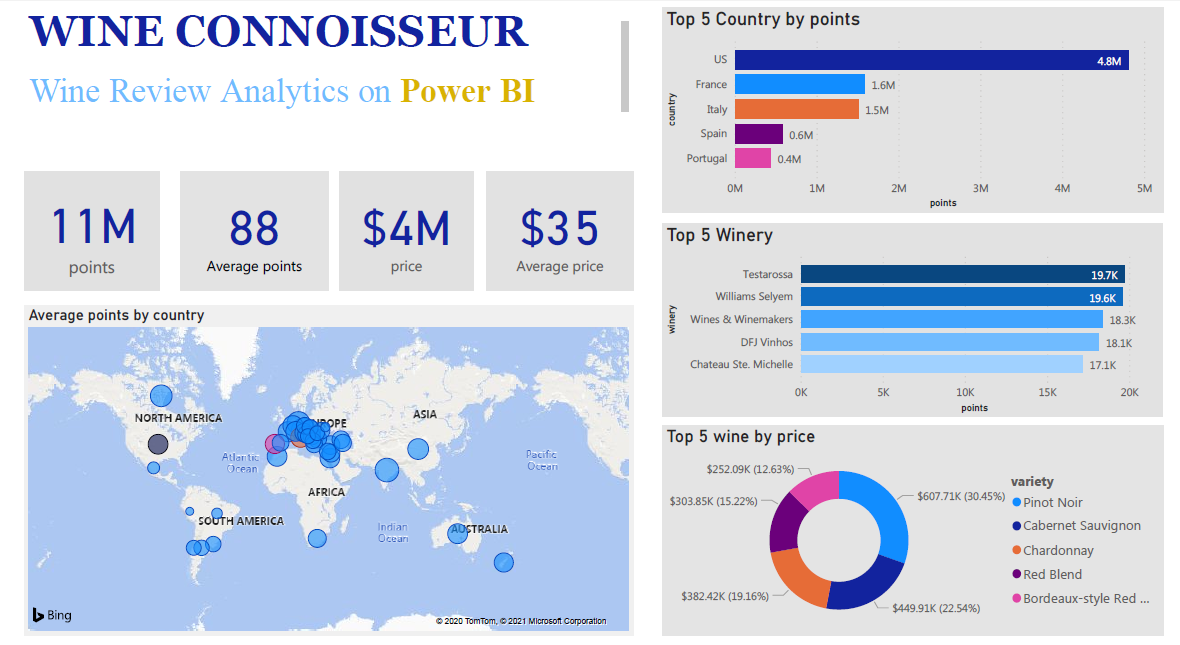 WINE CONNOISSEUR
Wine Review Analytics on Power BI
11M
points
88
Average points
$4M
price
$35
Average price
Average points by country
NORTH AMERICA
EUROPE
ASIA
Atlantic
Ocean
Pacific
Ocean
AFRICA
SOUTH AMERICA
Indian
Ocean
AUSTRALIA
Bing
© 2020 TomTom, © 2021 Microsoft Corporation
Top 5 Country by points
country
US 4.8M
France 1.6M
Italy 1.5M
Spain 0.6M
Portugal 0.4M
0M 1M 2M 3M 4M 5M
points
Top 5 Winery
winery
Testarossa 19.7K
Williams Selyem 19.6K
Wines & Winemakers 18.3K
DFJ Vinhos 18.1K
Chateau Ste. Michelle 17.1K
0K 5K 10K 15K 20K
points
Top 5 wine by price
$252.09K (12.63%)
$303.85K (15.22%)
$607.71K (30.45%)
$382.42K (19.16%)
$449.91K (22.54%)
variety
Pinot Noir
Cabernet Sauvignon
Chardonnay
Red Blend
Bordeaux-style Red ...